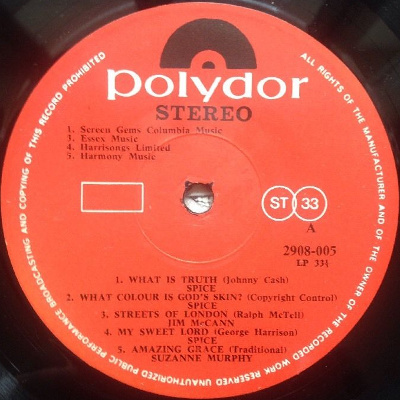 polydor
STEREO
1. Screen Gems Columbia Music
3. Essex Music
4. Harrisongs Limited
5. Harmony Music
ST 33
A
2908-005
LP 33⅓
1. WHAT IS TRUTH (Johnny Cash)
SPICE
2. WHAT COLOUR IS GOD'S SKIN? (Copyright Control)
SPICE
3. STREETS OF LONDON (Ralph McTell)
JIM McCANN
4. MY SWEET LORD (George Harrison)
SPICE
5. AMAZING GRACE (Traditional)
SUZANNE MURPHY
ALL RIGHTS OF THE MANUFACTURER AND OF THE OWNER OF THE RECORDED WORK RESERVED UNAUTHORIZED PUBLIC PERFORMANCE BROADCASTING AND COPYING OF THIS RECORD PROHIBITED